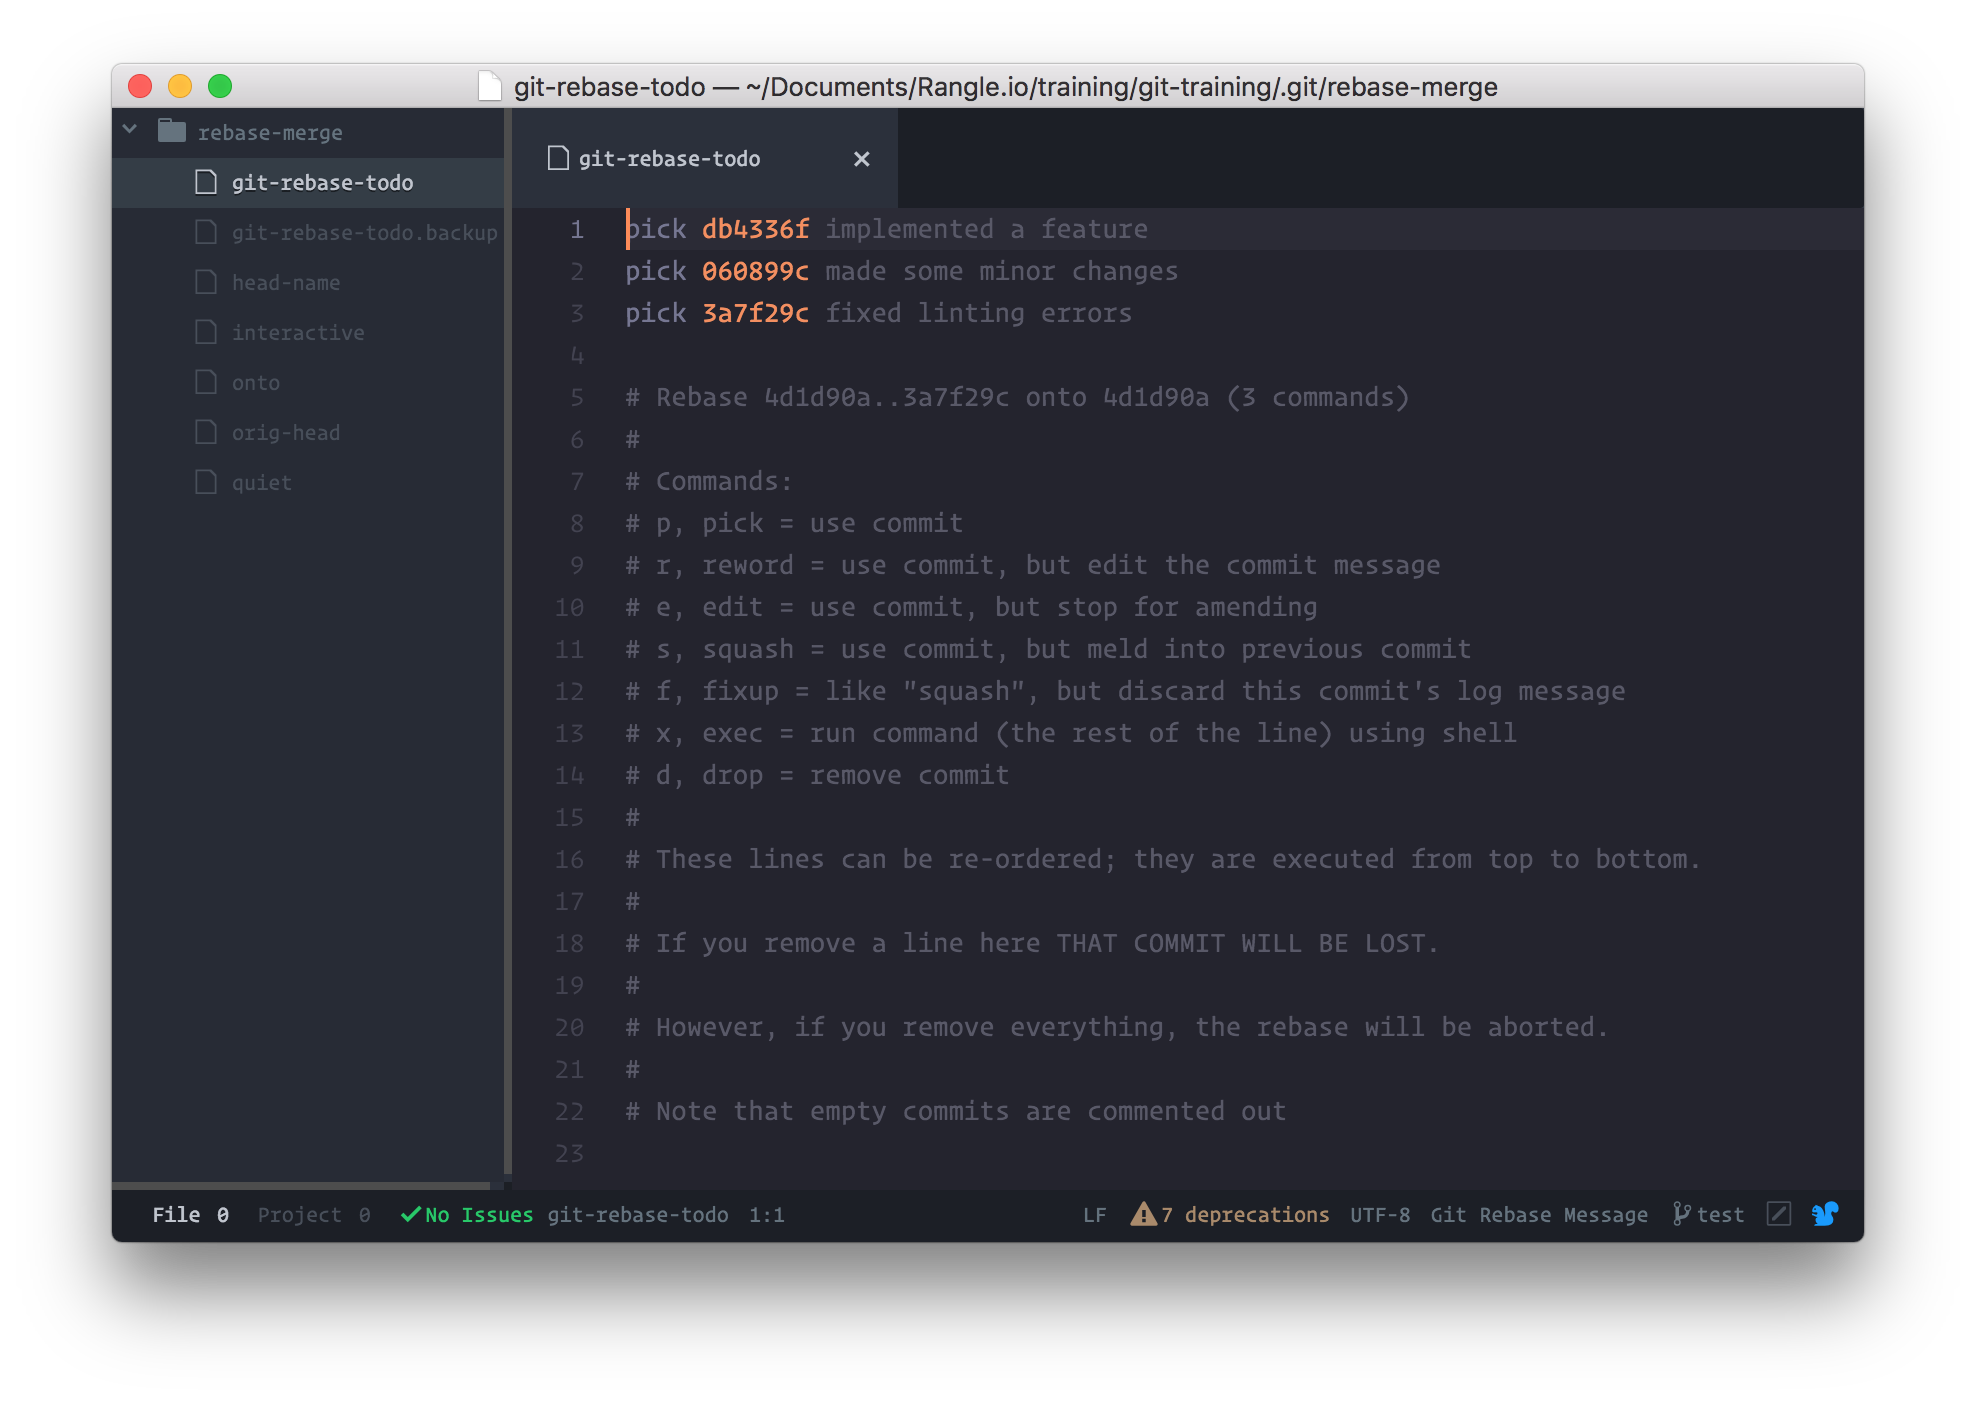 git-rebase-todo — ~/Documents/Rangle.io/training/git-training/.git/rebase-merge
rebase-merge
git-rebase-todo
git-rebase-todo.backup
head-name
interactive
onto
orig-head
quiet
git-rebase-todo
1 pick db4336f implemented a feature
2 pick 060899c made some minor changes
3 pick 3a7f29c fixed linting errors
4
5 # Rebase 4d1d90a..3a7f29c onto 4d1d90a (3 commands)
6 #
7 # Commands:
8 # p, pick = use commit
9 # r, reword = use commit, but edit the commit message
10 # e, edit = use commit, but stop for amending
11 # s, squash = use commit, but meld into previous commit
12 # f, fixup = like "squash", but discard this commit's log message
13 # x, exec = run command (the rest of the line) using shell
14 # d, drop = remove commit
15 #
16 # These lines can be re-ordered; they are executed from top to bottom.
17 #
18 # If you remove a line here THAT COMMIT WILL BE LOST.
19 #
20 # However, if you remove everything, the rebase will be aborted.
21 #
22 # Note that empty commits are commented out
23
File 0 Project 0 No Issues git-rebase-todo 1:1 LF 7 deprecations UTF-8 Git Rebase Message test